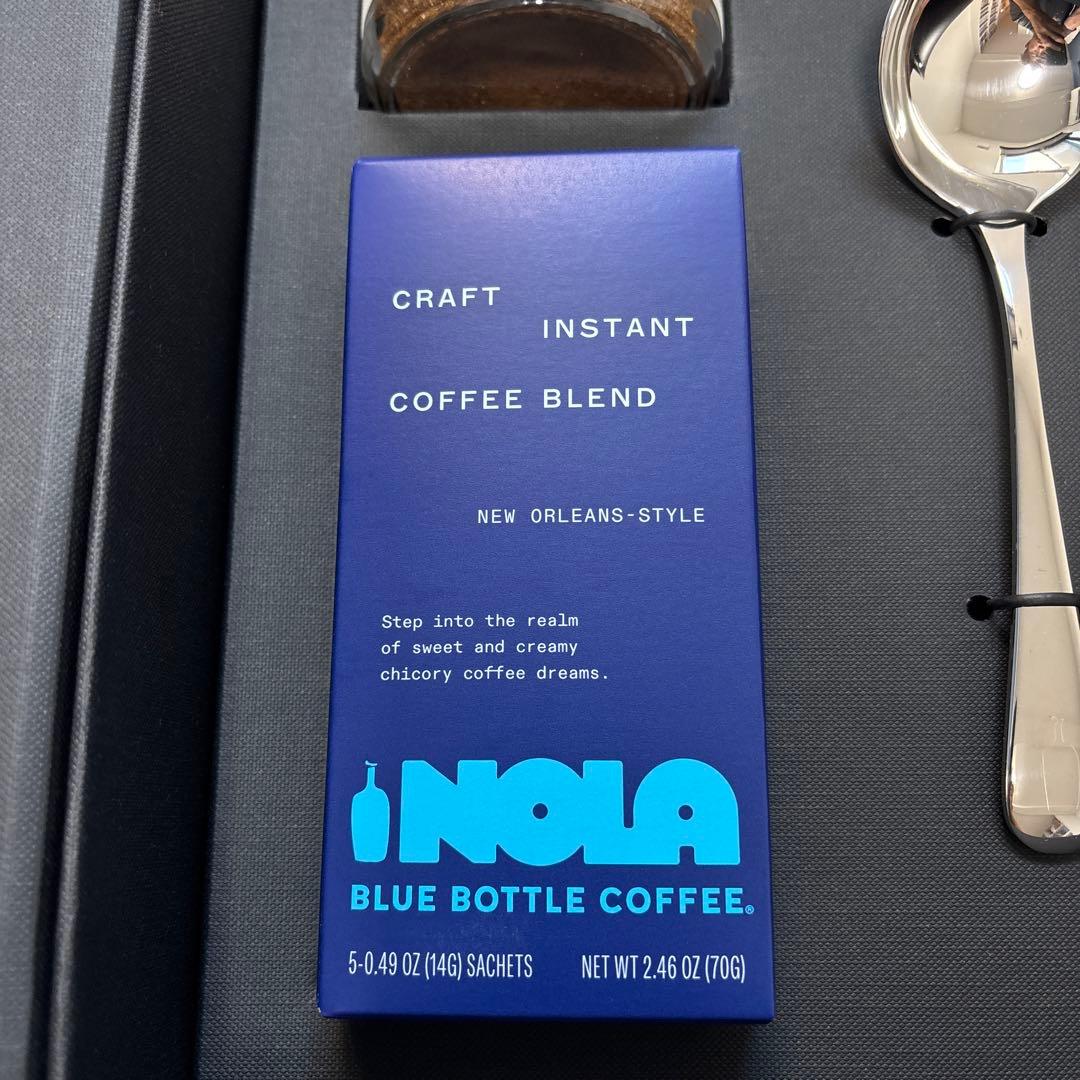 CRAFT
INSTANT
COFFEE BLEND
NEW ORLEANS-STYLE
Step into the realm
of sweet and creamy
chicory coffee dreams.
NOLA
BLUE BOTTLE COFFEE®
5-0.49 OZ (14G) SACHETS NET WT 2.46 OZ (70G)